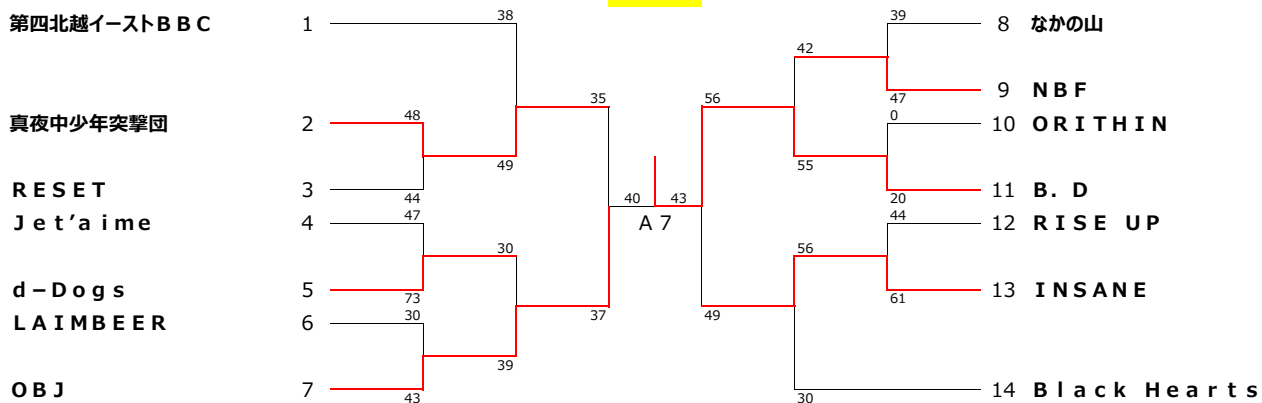 38
39
第四北越イーストＢＢＣ 1
8 なかの山
42
35
56
9 ＮＢＦ
47
真夜中少年突撃団 2
48
0
10 ＯＲＩＴＨＩＮ
49
55
ＲＥＳＥＴ 3
44
11 Ｂ．Ｄ
20
40 43
Ａ７
Ｊｅｔ’ａｉｍｅ 4
47
44
12 ＲＩＳＥ ＵＰ
30
56
ｄ－Ｄｏｇｓ 5
73
13 ＩＮＳＡＮＥ
61
ＬＡＩＭＢＥＥＲ 6
30
37
49
39
ＯＢＪ 7
43
14 Ｂｌａｃｋ Ｈｅａｒｔｓ
30